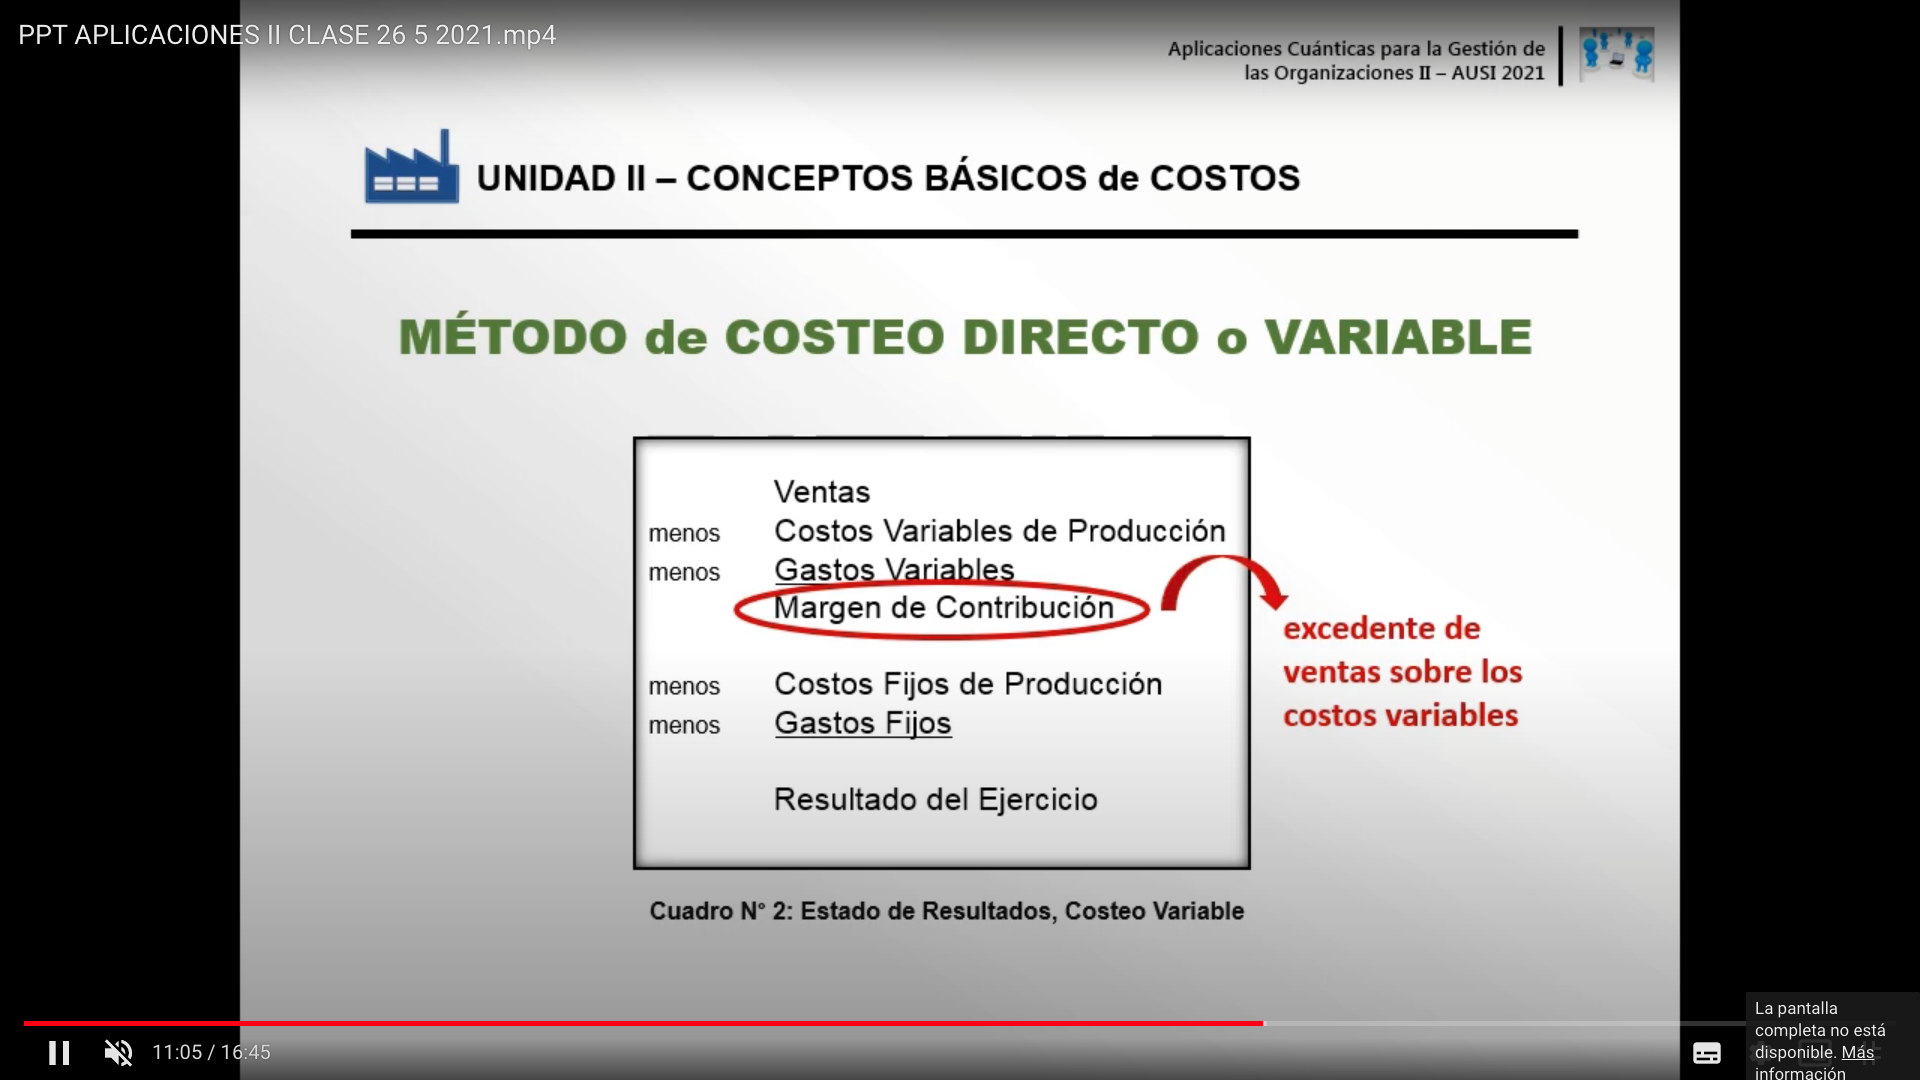 PPT APLICACIONES II CLASE 26 5 2021.mp4
Aplicaciones Cuánticas para la Gestión de
las Organizaciones II – AUSI 2021
UNIDAD II – CONCEPTOS BÁSICOS de COSTOS
MÉTODO de COSTEO DIRECTO o VARIABLE
Ventas
menos Costos Variables de Producción
menos Gastos Variables
Margen de Contribución
excedente de
ventas sobre los
costos variables
menos Costos Fijos de Producción
menos Gastos Fijos
Resultado del Ejercicio
Cuadro N° 2: Estado de Resultados, Costeo Variable
11:05 / 16:45
La pantalla
completa no está
disponible. Más
información